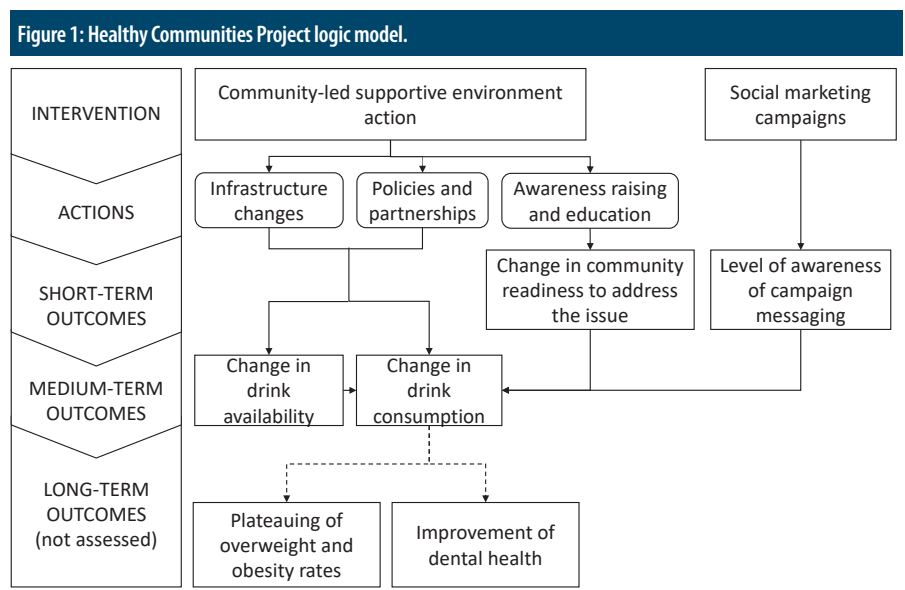 Figure 1: Healthy Communities Project logic model.
INTERVENTION
Community-led supportive environment
action
Social marketing
campaigns
ACTIONS
Infrastructure
changes
Policies and
partnerships
Awareness raising
and education
SHORT-TERM
OUTCOMES
Change in community
readiness to address
the issue
Level of awareness
of campaign
messaging
MEDIUM-TERM
OUTCOMES
Change in
drink
availability
Change in
drink
consumption
LONG-TERM
OUTCOMES
(not assessed)
Plateauing of
overweight and
obesity rates
Improvement of
dental health